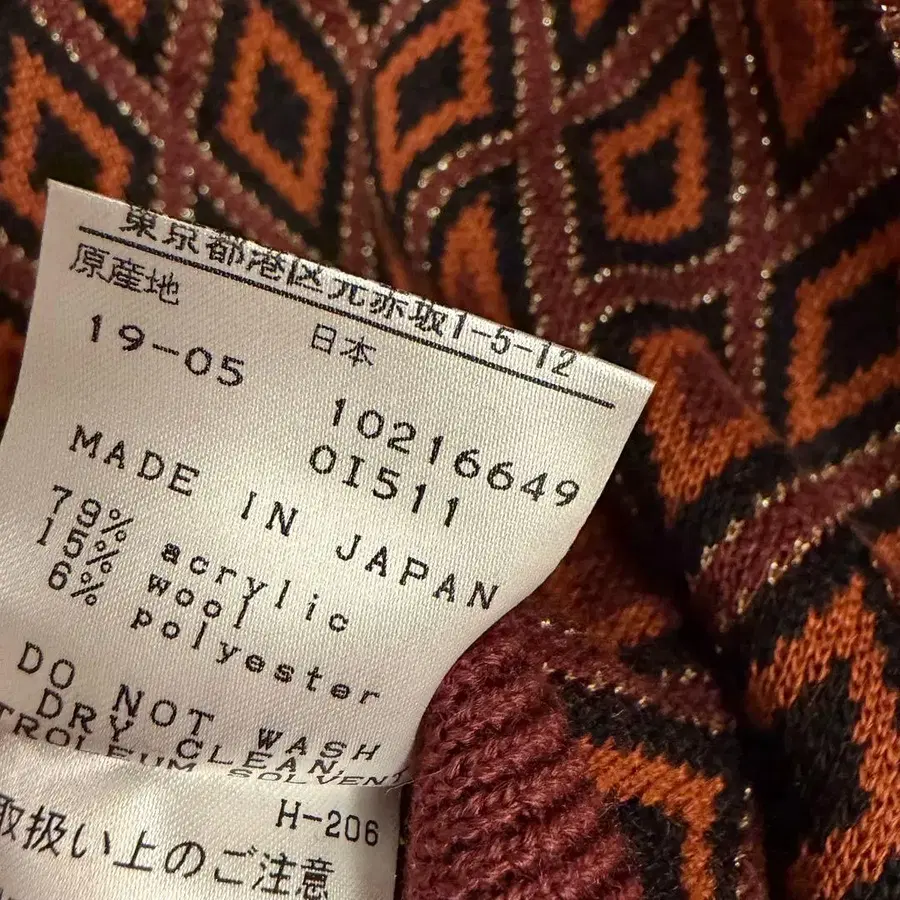 東京都港区元赤坂1-5-12
原産地 日本
19-05 10216649
OI511
MADE IN JAPAN
79% acrylic
15% wool
6% polyester
DO NOT WASH
DRY CLEAN,
TROLEUM SOLVENT
H-206
取扱い上のご注意